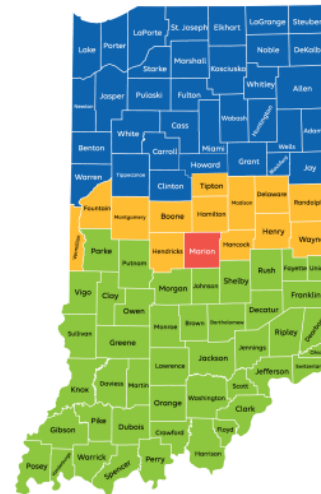 LaGrange
Steuben
St. Joseph
Elkhart
LaPorte
Porter
Lake
Noble
DeKalb
Marshall
Starke
Kosciusko
Whitley
Allen
Jasper
Pulaski
Fulton
Newton
Wabash
Huntington
Cass
White
Adams
Wells
Miami
Benton
Carroll
Howard
Grant
Blackford
Jay
Warren
Tippecanoe
Clinton
Tipton
Delaware
Madison
Fountain
Randolph
Montgomery
Boone
Hamilton
Henry
Wayne
Vermillion
Hendricks
Marion
Hancock
Parke
Putnam
Rush
Fayette
Union
Shelby
Morgan
Johnson
Vigo
Clay
Franklin
Owen
Decatur
Monroe
Brown
Bartholomew
Dearborn
Ripley
Sullivan
Greene
Jennings
Ohio
Jackson
Switzerland
Lawrence
Jefferson
Scott
Knox
Daviess
Martin
Washington
Orange
Clark
Pike
Gibson
Dubois
Floyd
Crawford
Harrison
Posey
Vanderburgh
Warrick
Perry
Spencer